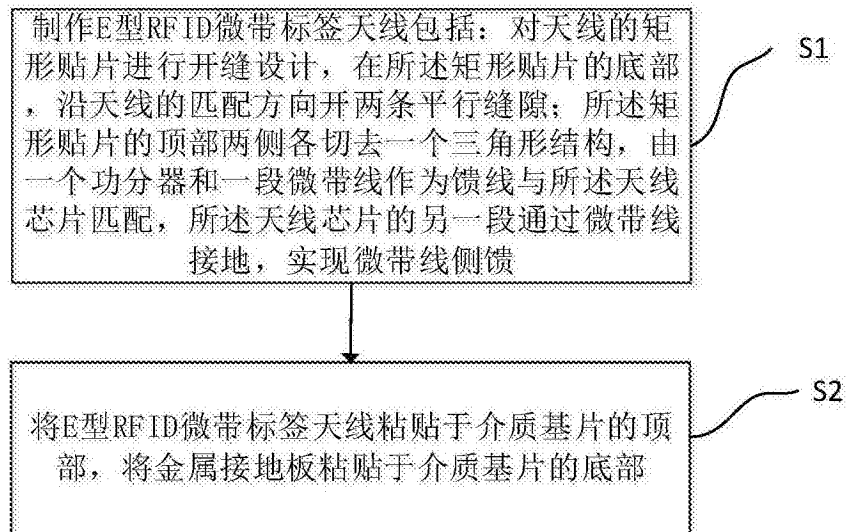 制作E型RFID微带标签天线包括：对天线的矩
形贴片进行开缝设计，在所述矩形贴片的底部
，沿天线的匹配方向开两条平行缝隙；所述矩
形贴片的顶部两侧各切去一个三角形结构，由
一个功分器和一段微带线作为馈线与所述天线
芯片匹配，所述天线芯片的另一段通过微带线
接地，实现微带线侧馈
S1
将E型RFID微带标签天线粘贴于介质基片的顶
部，将金属接地板粘贴于介质基片的底部
S2